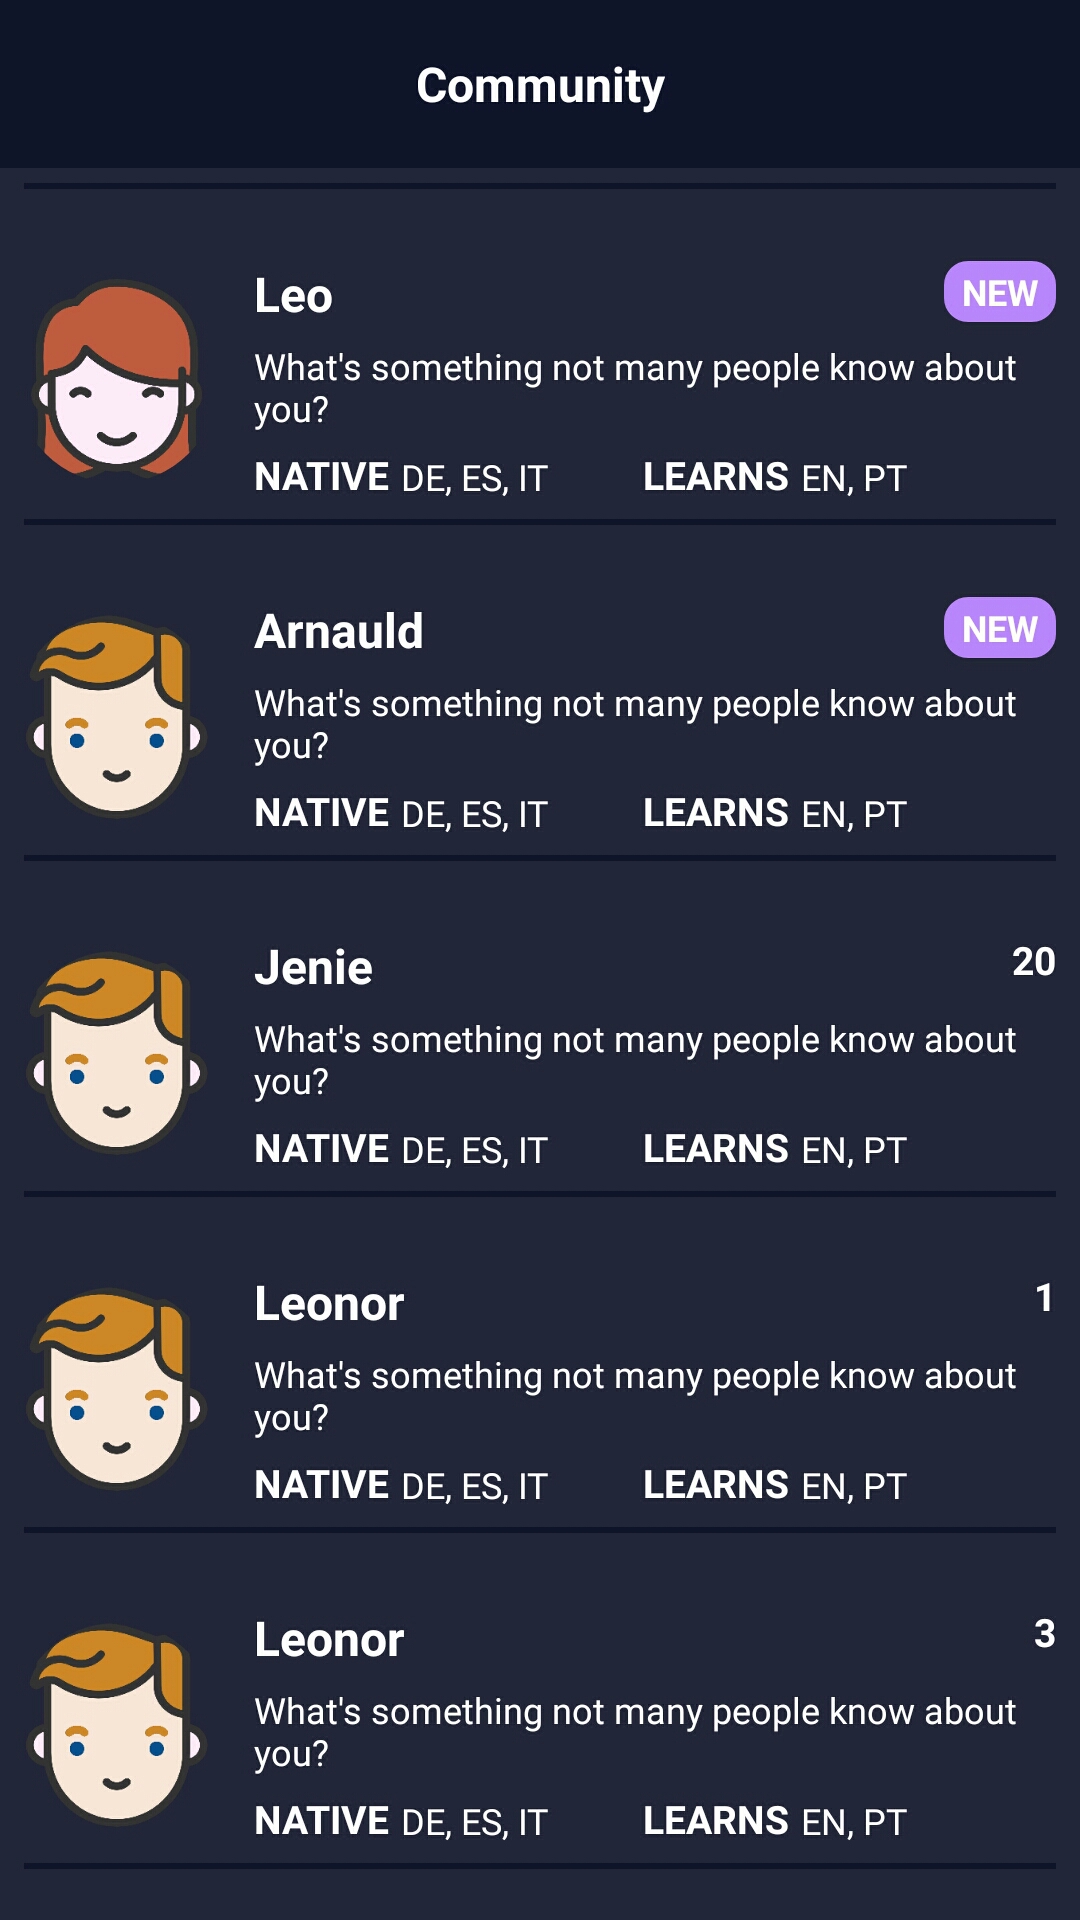 Community
Leo
NEW
What's something not many people know about
you?
NATIVE DE, ES, IT LEARNS EN, PT
Arnauld
NEW
What's something not many people know about
you?
NATIVE DE, ES, IT LEARNS EN, PT
Jenie
20
What's something not many people know about
you?
NATIVE DE, ES, IT LEARNS EN, PT
Leonor
1
What's something not many people know about
you?
NATIVE DE, ES, IT LEARNS EN, PT
Leonor
3
What's something not many people know about
you?
NATIVE DE, ES, IT LEARNS EN, PT